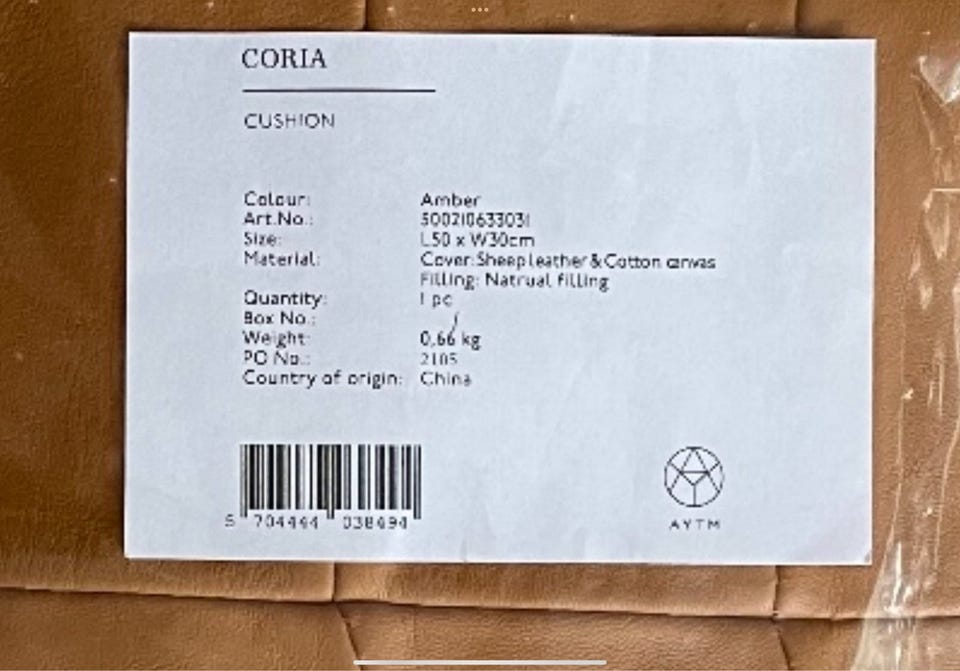 CORIA
CUSHION
Colour: Amber
Art.No.: 500210633031
Size: L50 x W30cm
Material: Cover: Sheep leather & Cotton canvas
Filling: Natrual filling
Quantity: 1 pc
Box No.: /
Weight: 0,66 kg
PO No.: 2105
Country of origin: China
5 704444 038494
AYTM